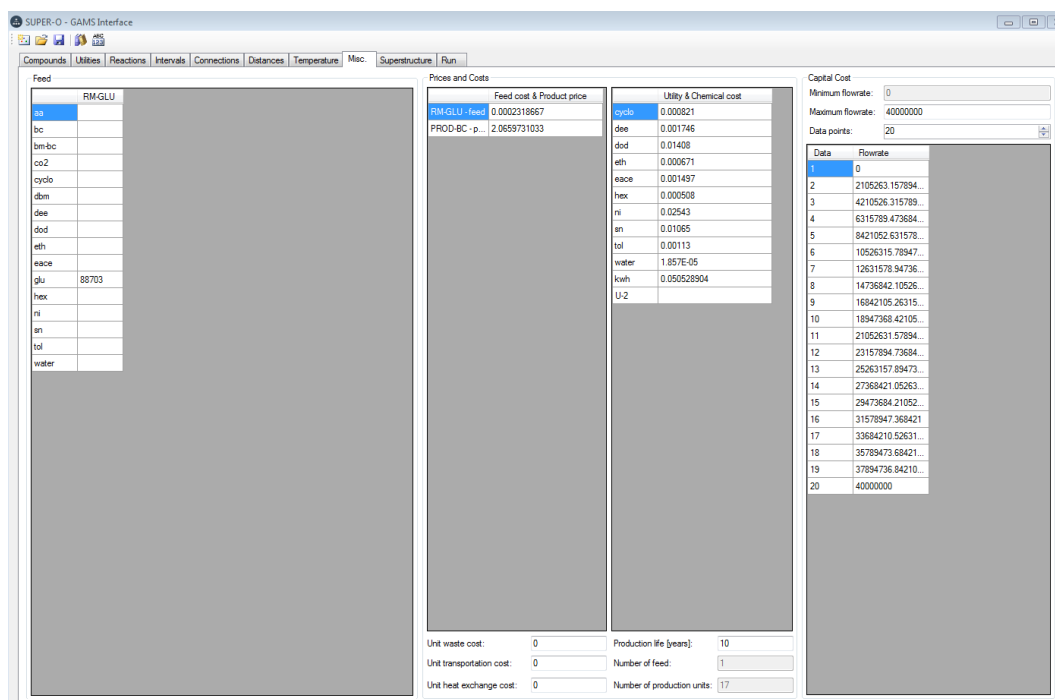 SUPER-O - GAMS Interface
ABC
123
Compounds Utilities Reactions Intervals Connections Distances Temperature Misc. Superstructure Run
Feed
RM-GLU
aa
bc
bm-bc
co2
cyclo
dbm
dee
dod
eth
eace
glu 88703
hex
ni
sn
tol
water
Prices and Costs
Feed cost & Product price
RM-GLU - feed 0.0002318667
PROD-BC - p... 2.0659731033
Utility & Chemical cost
cyclo 0.000821
dee 0.001746
dod 0.01408
eth 0.000671
eace 0.001497
hex 0.000508
ni 0.02543
sn 0.01065
tol 0.00113
water 1.857E-05
kwh 0.050528904
U-2
Unit waste cost: 0
Unit transportation cost: 0
Unit heat exchange cost: 0
Production life [years]: 10
Number of feed: 1
Number of production units: 17
Capital Cost
Minimum flowrate: 0
Maximum flowrate: 40000000
Data points: 20
Data Flowrate
1 0
2 2105263.157894...
3 4210526.315789...
4 6315789.473684...
5 8421052.631578...
6 10526315.78947...
7 12631578.94736...
8 14736842.10526...
9 16842105.26315...
10 18947368.42105...
11 21052631.57894...
12 23157894.73684...
13 25263157.89473...
14 27368421.05263...
15 29473684.21052...
16 31578947.368421
17 33684210.52631...
18 35789473.68421...
19 37894736.84210...
20 40000000